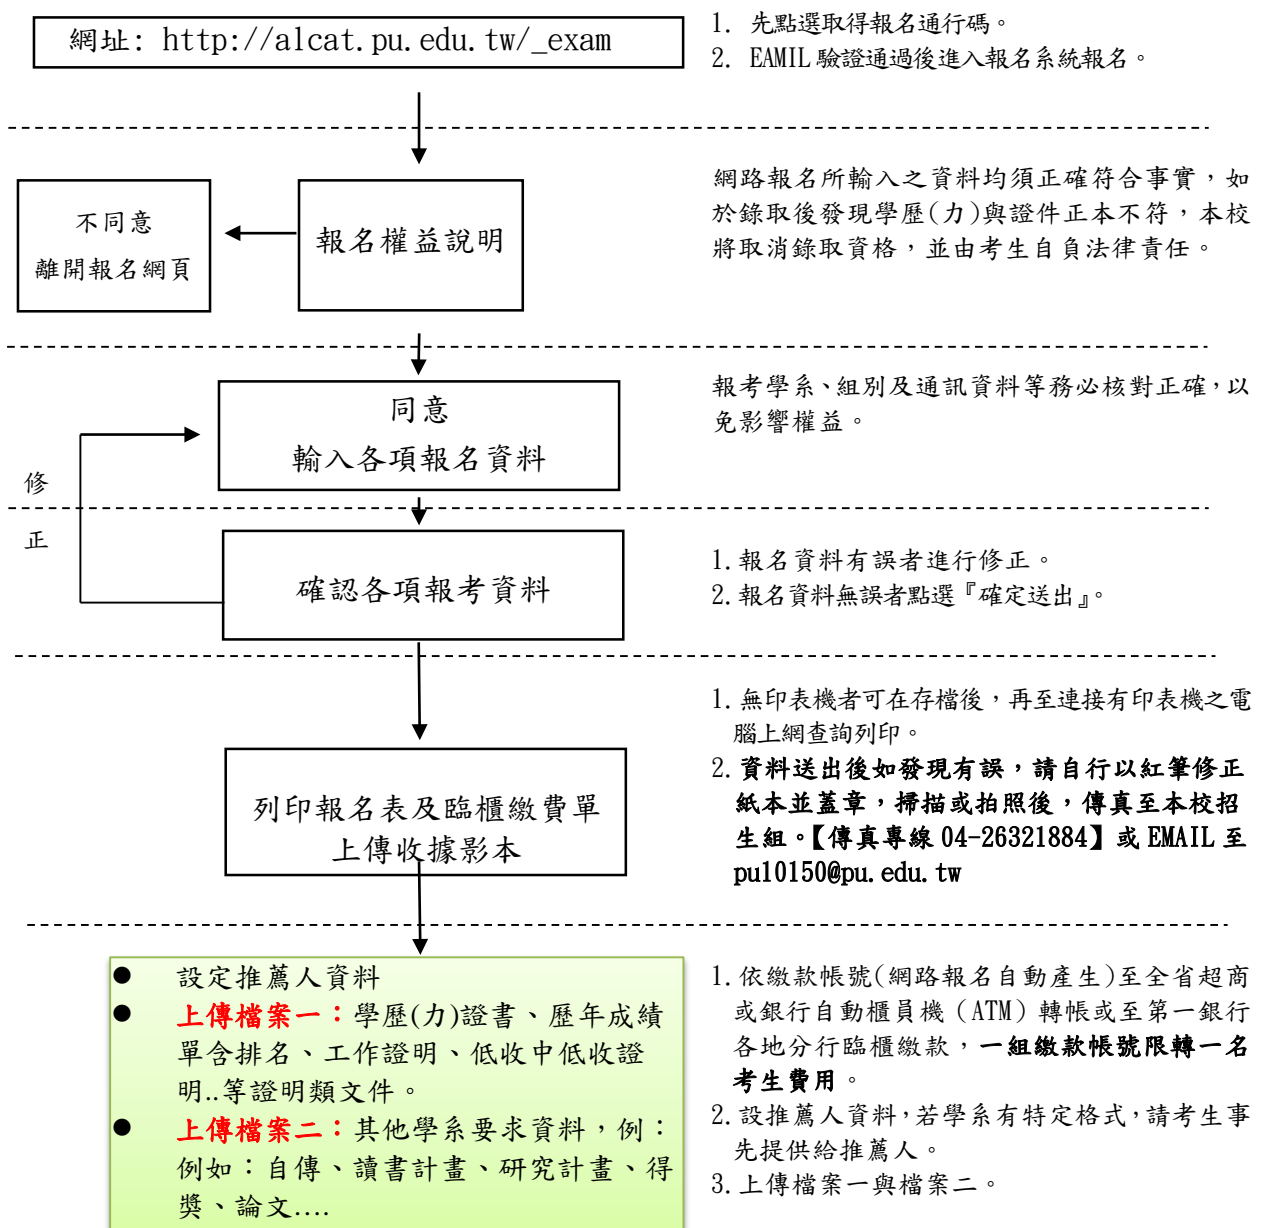 網址: http://alcat.pu.edu.tw/_exam
1. 先點選取得報名通行碼。
2. EAMIL 驗證通過後進入報名系統報名。
不同意
離開報名網頁
報名權益說明
網路報名所輸入之資料均須正確符合事實，如
於錄取後發現學歷(力)與證件正本不符，本校
將取消錄取資格，並由考生自負法律責任。
同意
輸入各項報名資料
報考學系、組別及通訊資料等務必核對正確，以
免影響權益。
修
正
確認各項報考資料
1.報名資料有誤者進行修正。
2.報名資料無誤者點選『確定送出』。
列印報名表及臨櫃繳費單
上傳收據影本
1.無印表機者可在存檔後，再至連接有印表機之電
腦上網查詢列印。
2.資料送出後如發現有誤，請自行以紅筆修正
紙本並蓋章，掃描或拍照後，傳真至本校招
生組。【傳真專線 04-26321884】或 EMAIL 至
pu10150@pu.edu.tw
● 設定推薦人資料
● 上傳檔案一：學歷(力)證書、歷年成績
單含排名、工作證明、低收中低收證
明..等證明類文件。
● 上傳檔案二：其他學系要求資料，例：
例如：自傳、讀書計畫、研究計畫、得
獎、論文....
1.依繳款帳號(網路報名自動產生)至全省超商
或銀行自動櫃員機（ATM）轉帳或至第一銀行
各地分行臨櫃繳款，一組繳款帳號限轉一名
考生費用。
2.設推薦人資料，若學系有特定格式，請考生事
先提供給推薦人。
3.上傳檔案一與檔案二。